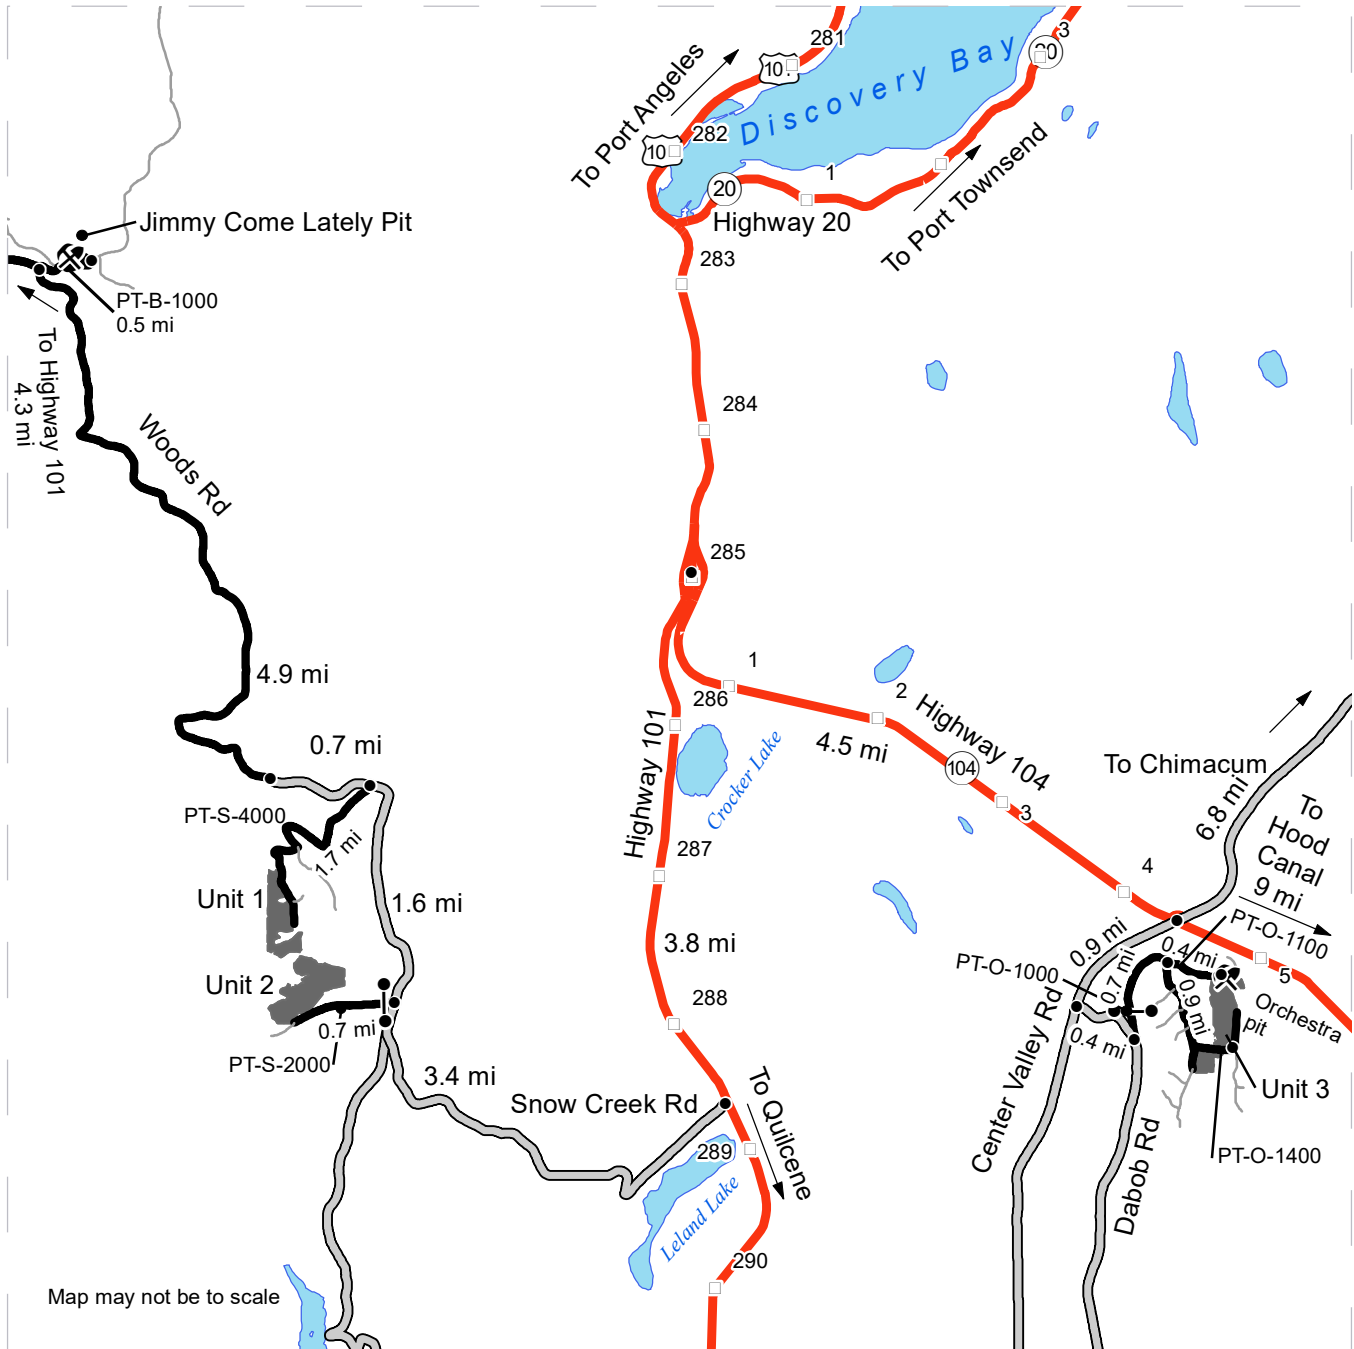 281
3
20
101
To Port Angeles
Discovery Bay
282
10
1
20
Highway 20
To Port Townsend
Jimmy Come Lately Pit
283
PT-B-1000
0.5 mi
To Highway 101
4.3 mi
284
Woods Rd
285
4.9 mi
1
286
2
Highway 104
4.5 mi
104
3
0.7 mi
Highway 101
Crocker Lake
To Chimacum
6.8 mi
To
Hood
Canal
9 mi
PT-S-4000
1.7 mi
287
4
Unit 1
1.6 mi
3.8 mi
0.9 mi
PT-O-1100
0.4 mi
PT-O-1000
0.7 mi
0.9 mi
5
Orchestra
pit
Unit 2
288
0.7 mi
PT-S-2000
0.4 mi
Center Valley Rd
3.4 mi
Snow Creek Rd
To Quilcene
Unit 3
289
PT-O-1400
Dabob Rd
Leland Lake
290
Map may not be to scale